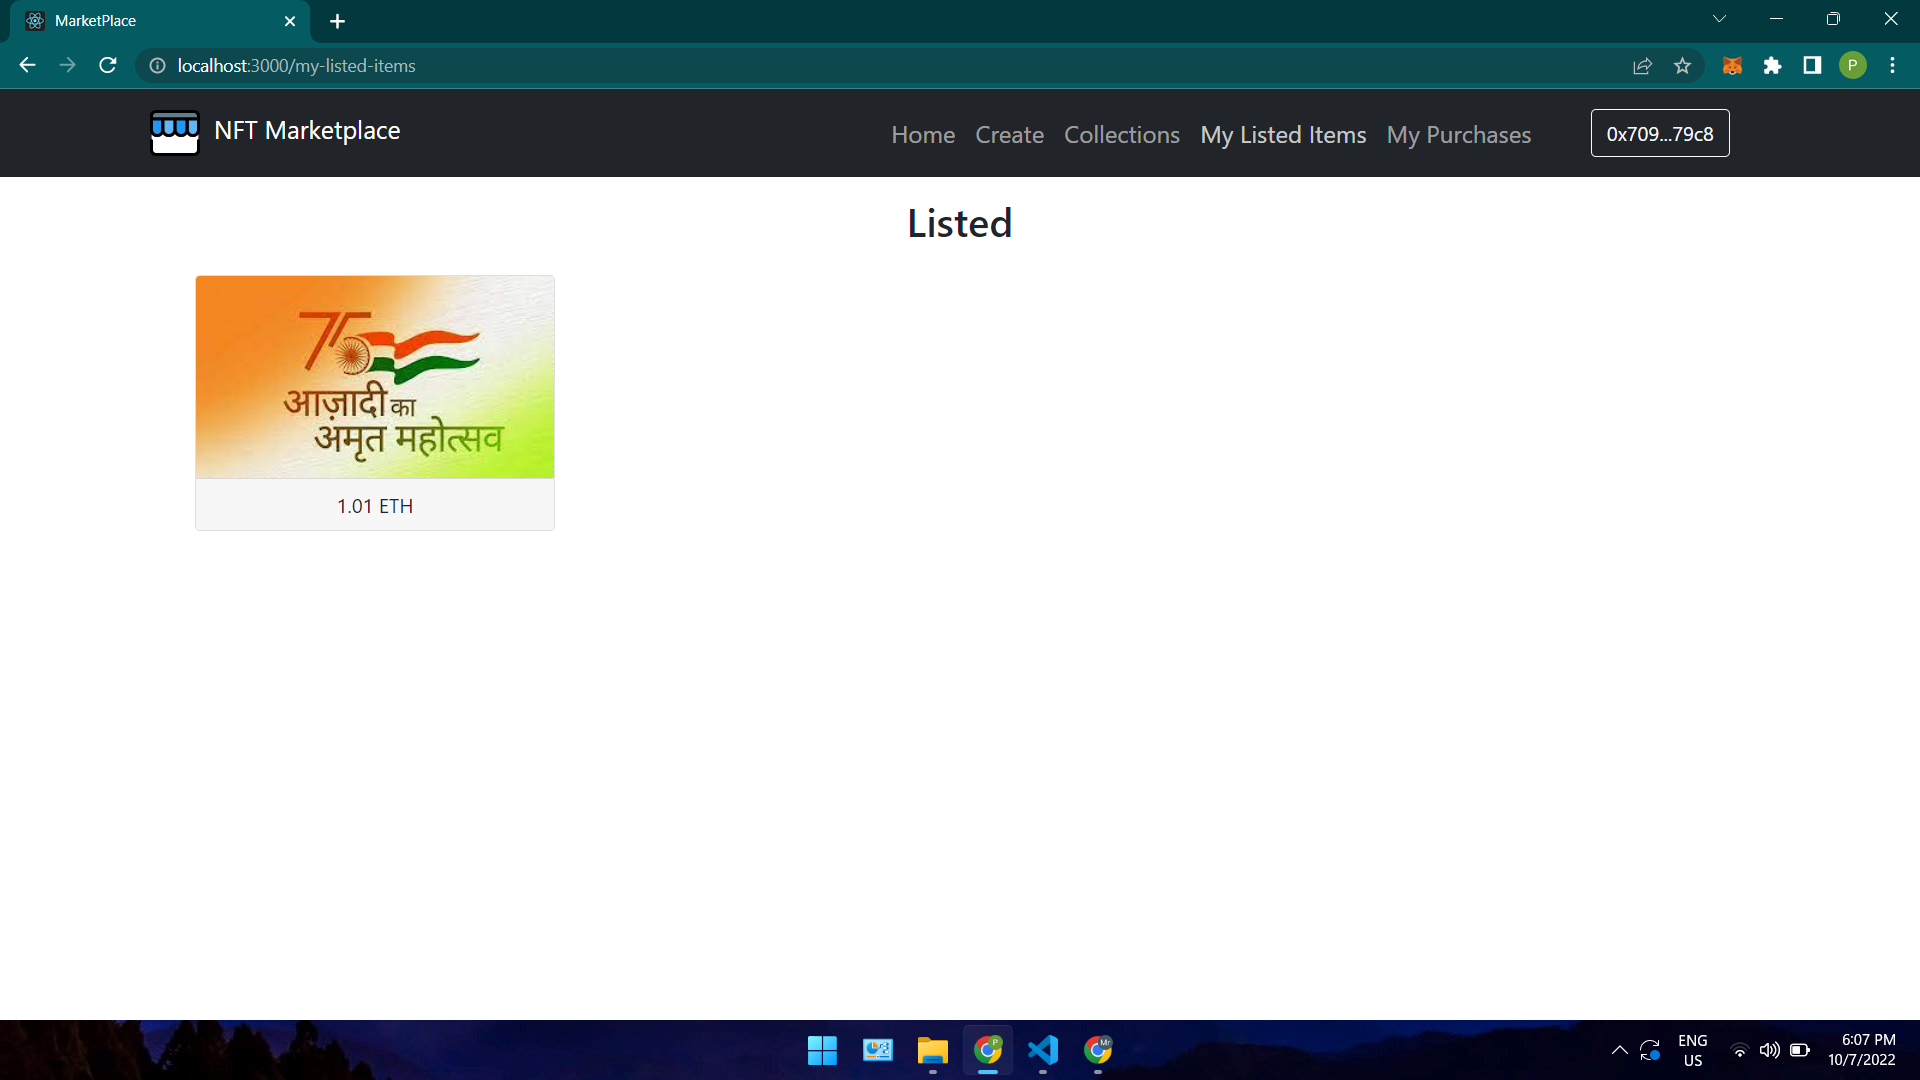 MarketPlace
localhost:3000/my-listed-items
P
NFT Marketplace
Home Create Collections My Listed Items My Purchases 0x709...79c8
Listed
75
आज़ादी का
अमृत महोत्सव
1.01 ETH
P
Mr
ENG
US
6:07 PM
10/7/2022